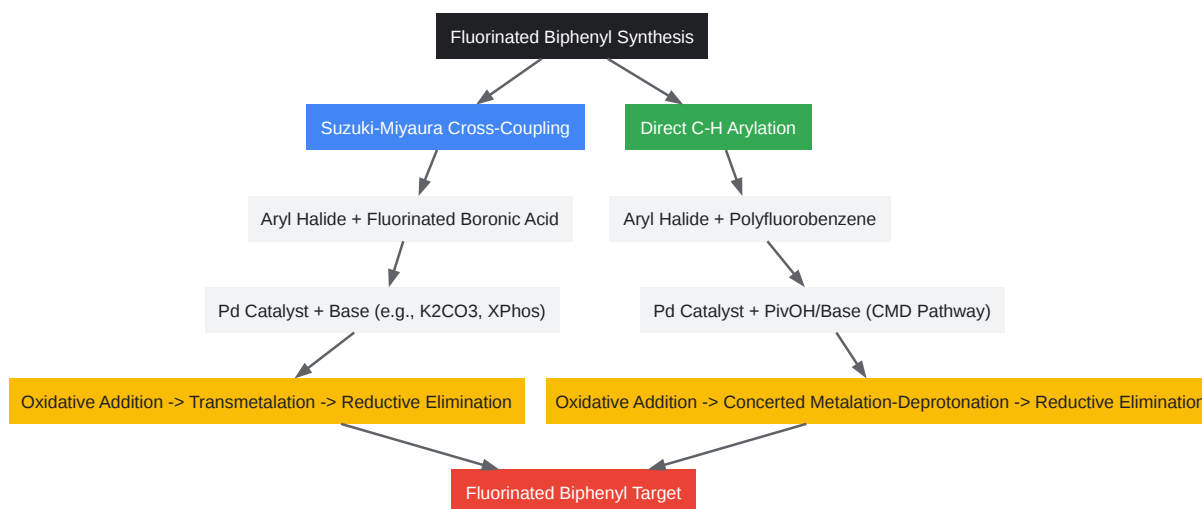 Fluorinated Biphenyl Synthesis
Suzuki-Miyaura Cross-Coupling
Direct C-H Arylation
Aryl Halide + Fluorinated Boronic Acid
Aryl Halide + Polyfluorobenzene
Pd Catalyst + Base (e.g., K2CO3, XPhos)
Pd Catalyst + PivOH/Base (CMD Pathway)
Oxidative Addition -> Transmetalation -> Reductive Elimination
Oxidative Addition -> Concerted Metalation-Deprotonation -> Reductive Elimination
Fluorinated Biphenyl Target